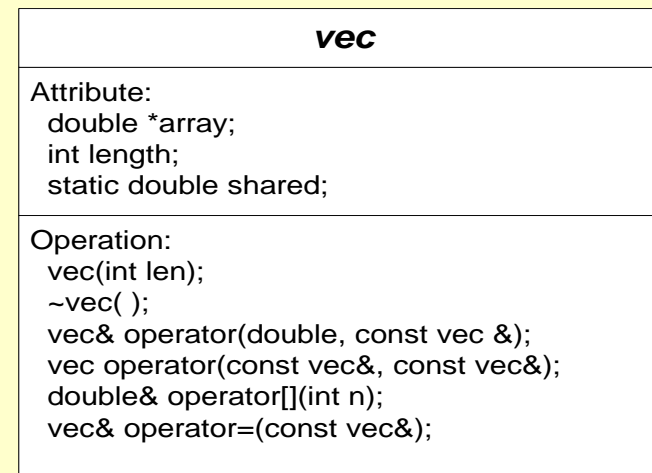 vec
Attribute:
double *array;
int length;
static double shared;
Operation:
vec(int len);
~vec( );
vec& operator(double, const vec &);
vec operator(const vec&, const vec&);
double& operator[](int n);
vec& operator=(const vec&);